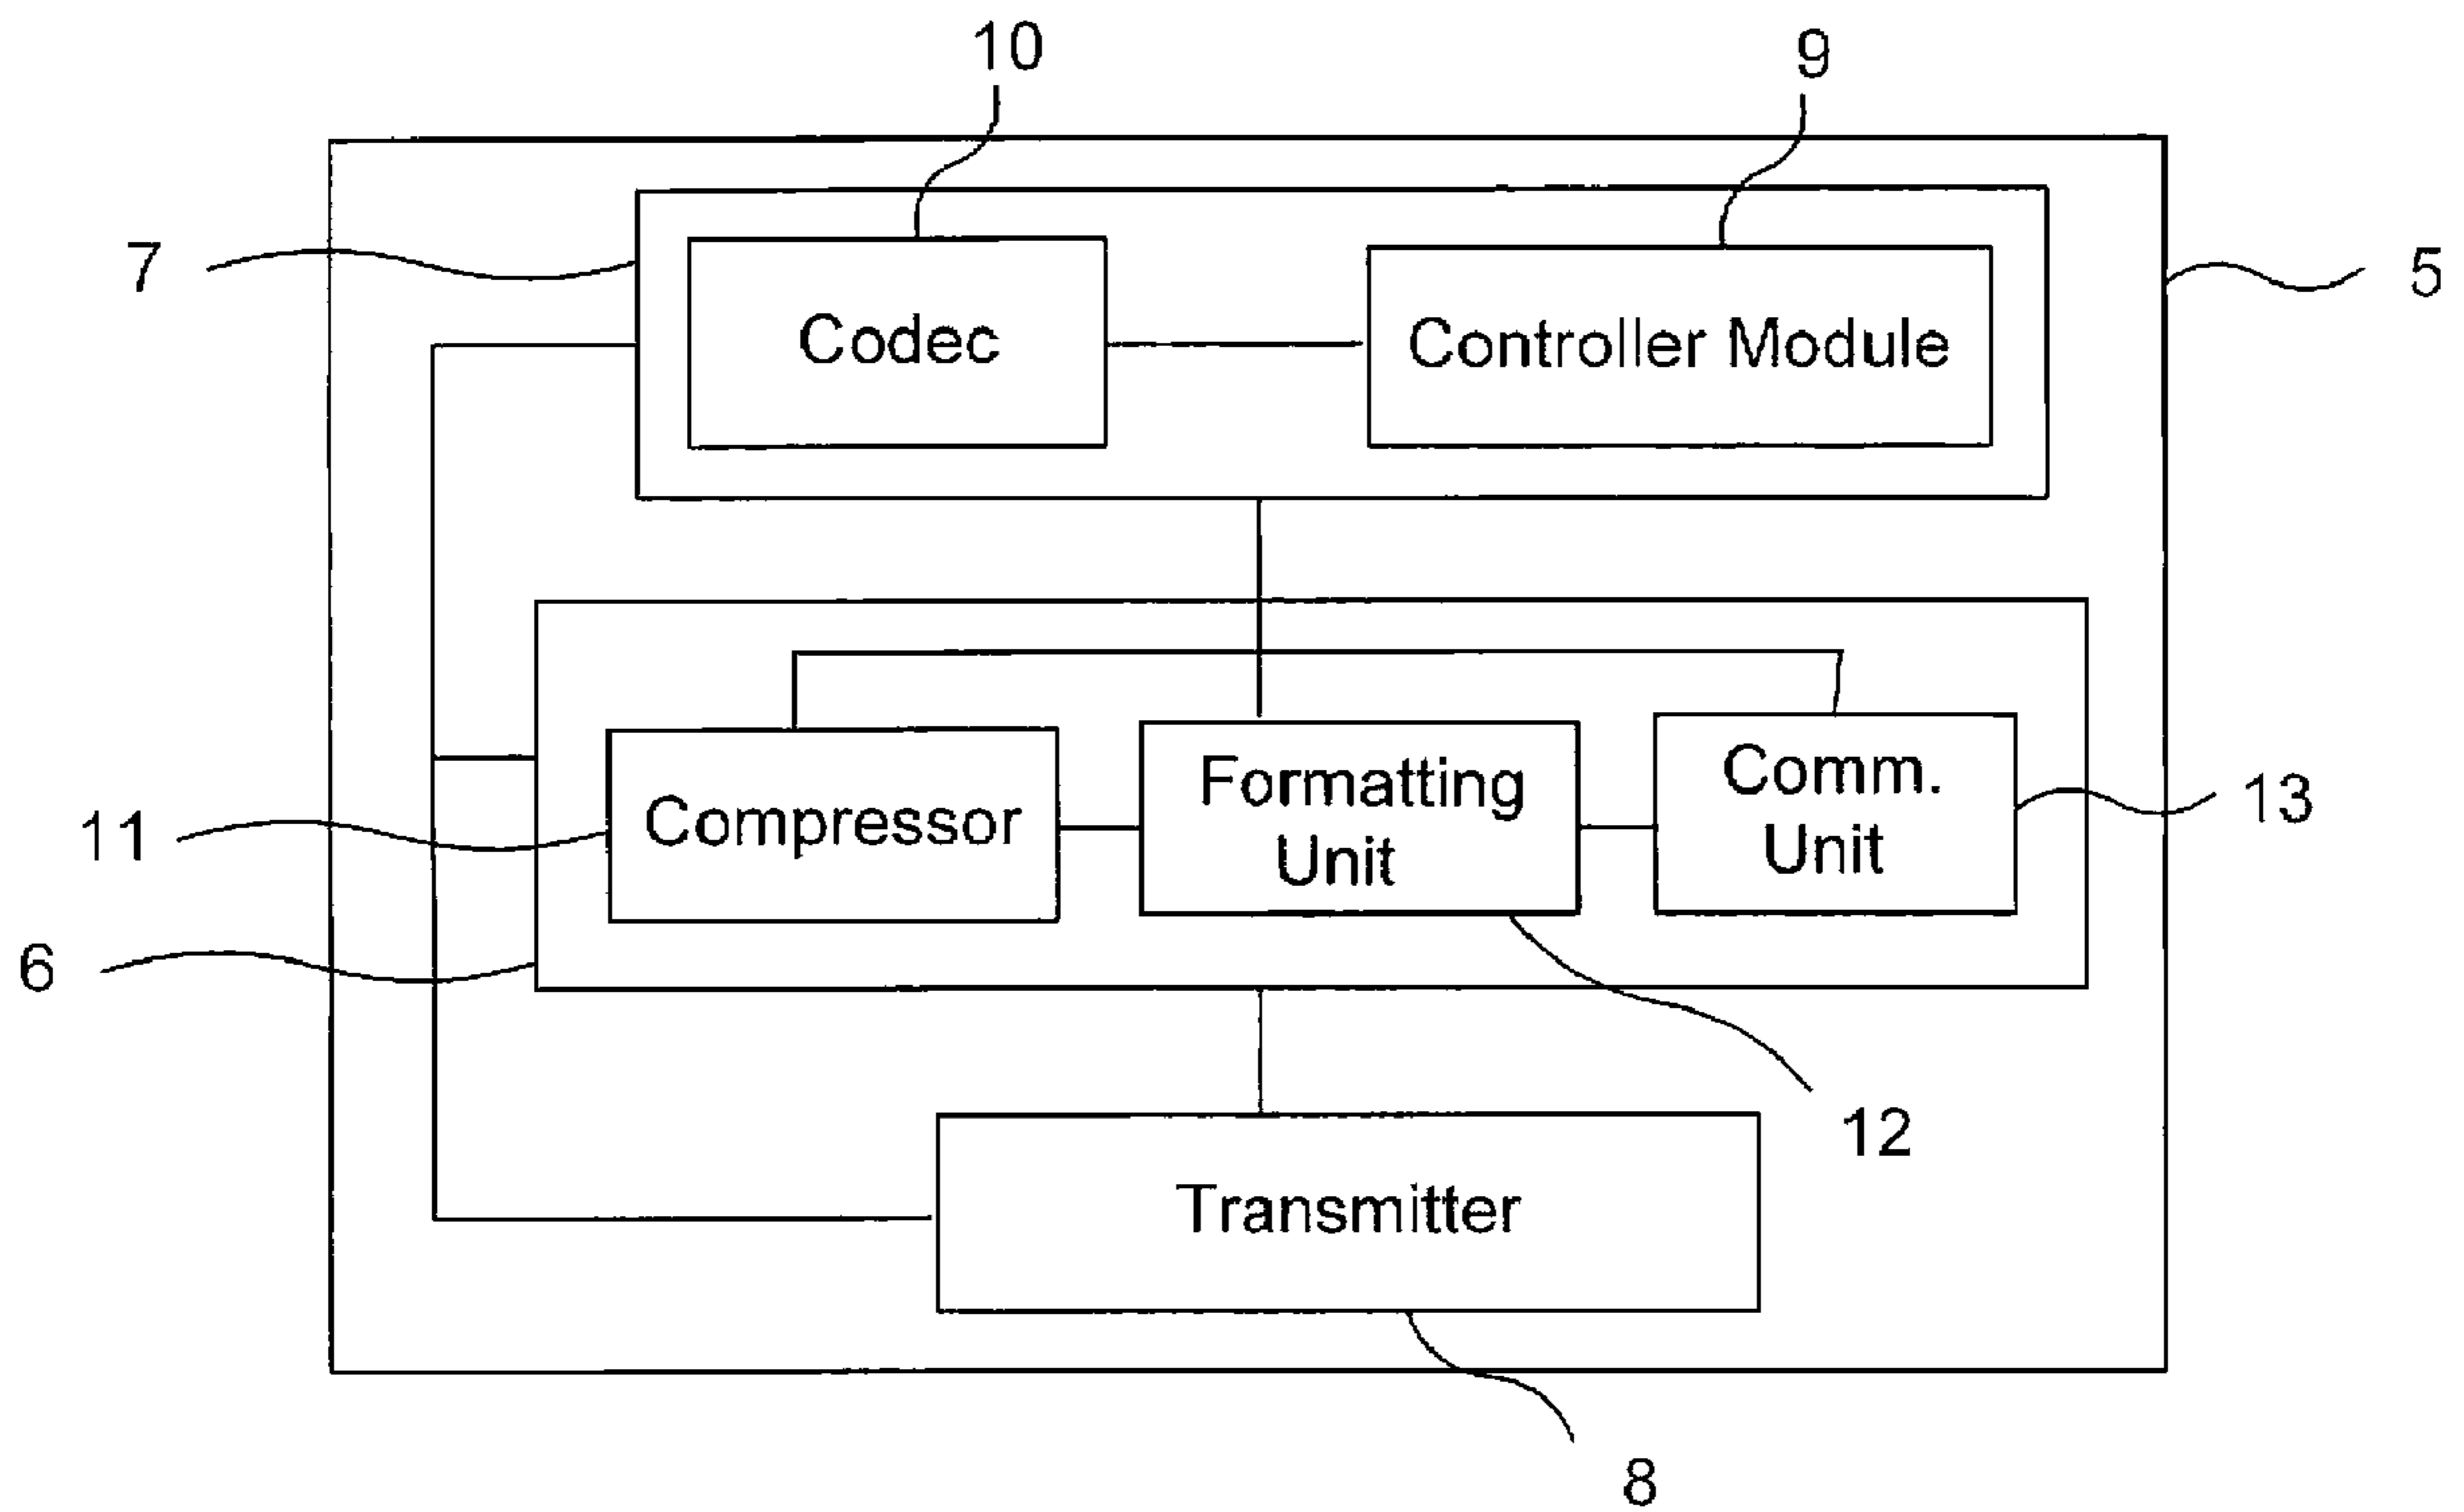 10
9
7
5
Codec
Controller Module
11
Compressor
Formatting
Unit
Comm.
Unit
13
6
12
Transmitter
8